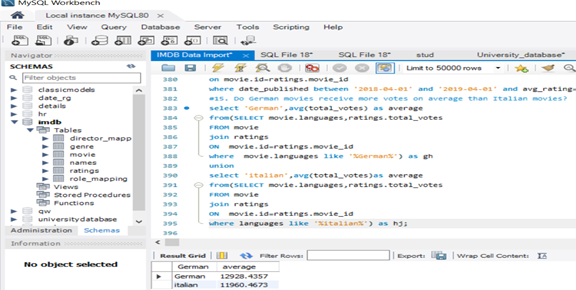 MySQL Workbench
Local instance MySQL80
File Edit View Query Database Server Tools Scripting Help
Navigator
IMDB Data Import* SQL File 18* SQL File 18* stud University_database*
SCHEMAS
Limit to 50000 rows
Filter objects
classicmodels
date_rg
details
hr
imdb
Tables
director_mapp
genre
movie
names
ratings
role_mapping
Views
Stored Procedures
Functions
qw
universitydatabase
Administration Schemas
Information
No object selected
380 on movie.id=ratings.movie_id
381 where date_published between '2018-04-01' and '2019-04-01' and avg_rating=
382 #15. Do German movies receive more votes on average than Italian movies?
383 select 'German',avg(total_votes) as average
384 from(SELECT movie.languages,ratings.total_votes
385 FROM movie
386 join ratings
387 ON movie.id=ratings.movie_id
388 where movie.languages like '%German%') as gh
389 union
390 select 'italian',avg(total_votes)as average
391 from(SELECT movie.languages,ratings.total_votes
392 FROM movie
393 join ratings
394 ON movie.id=ratings.movie_id
395 where languages like '%italian%') as hj;
396
Result Grid Filter Rows: Export: Wrap Cell Content:
German average
German 12928.4357
italian 11960.4673